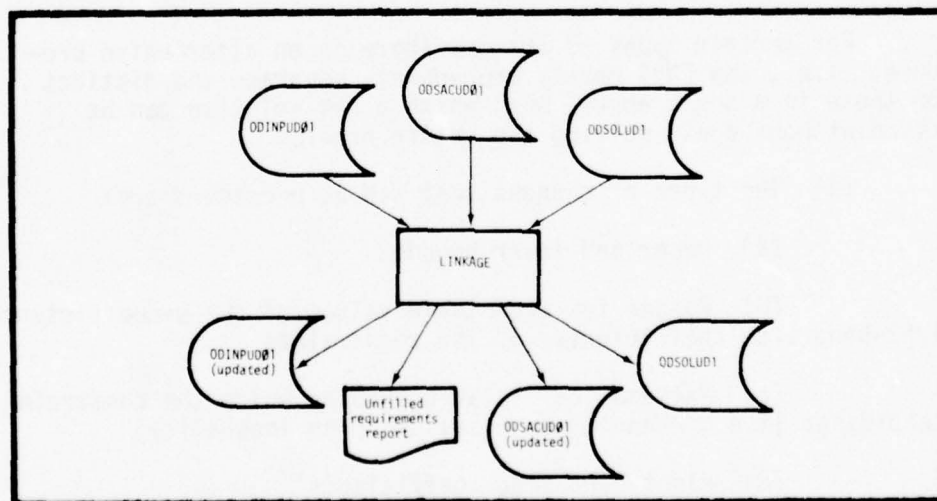 ODINPUDØ1
ODSACUDØ1
ODSOLUD1
LINKAGE
ODINPUDØ1
(updated)
Unfilled
requirements
report
ODSACUDØ1
(updated)
ODSOLUD1